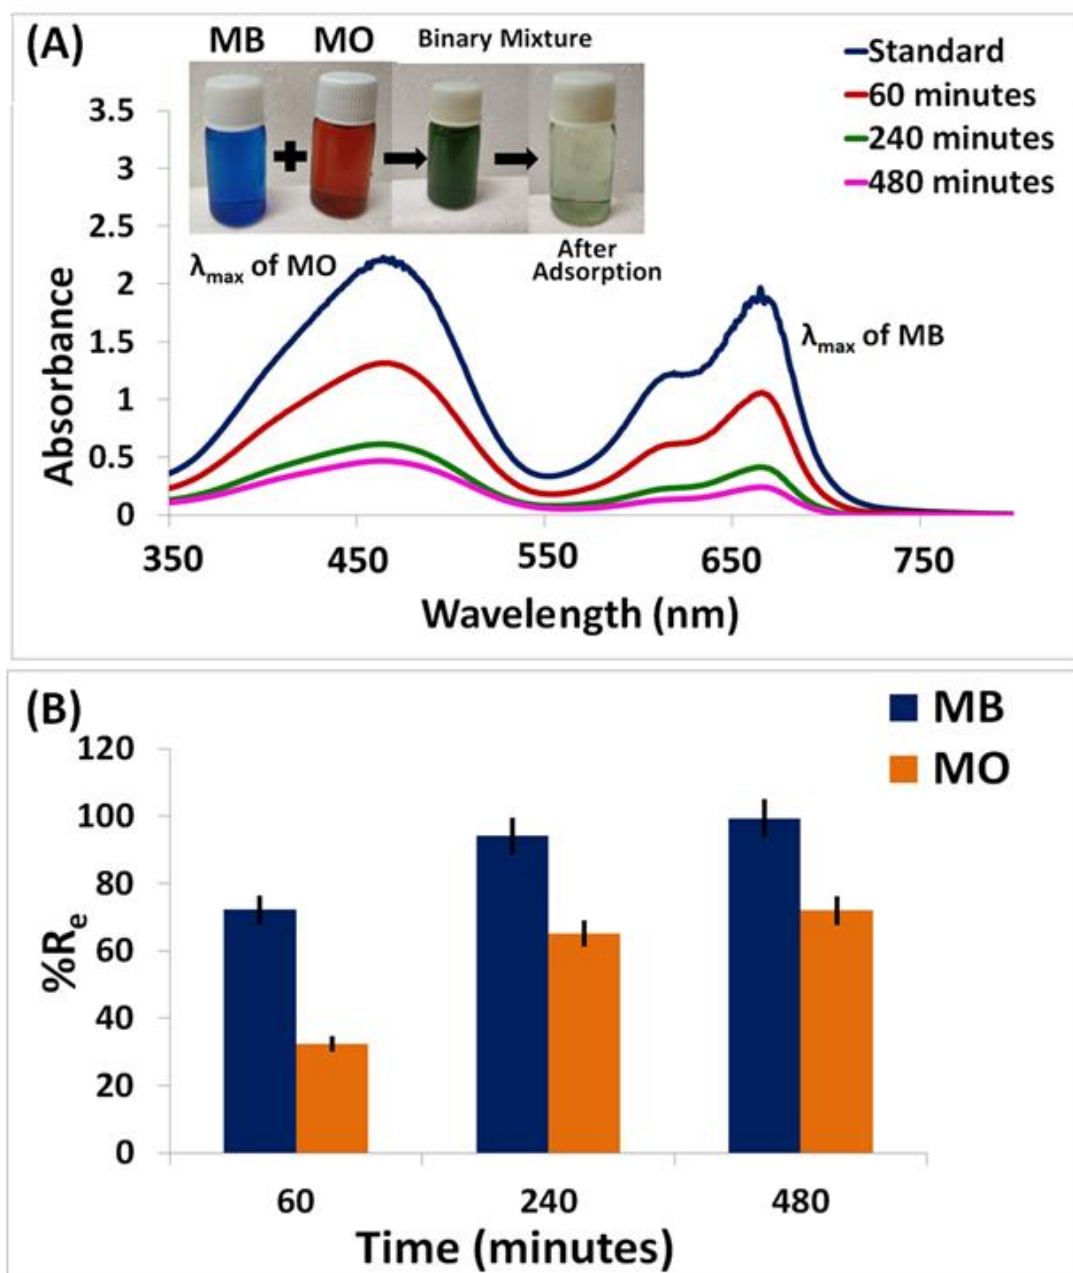 (A)
MB MO Binary Mixture
Standard
60 minutes
240 minutes
480 minutes
After
Adsorption
λmax of MO
λmax of MB
3.5
3
2.5
2
1.5
1
0.5
0
Absorbance
350 450 550 650 750
Wavelength (nm)
(B)
MB
MO
120
100
80
60
40
20
0
%Re
60 240 480
Time (minutes)